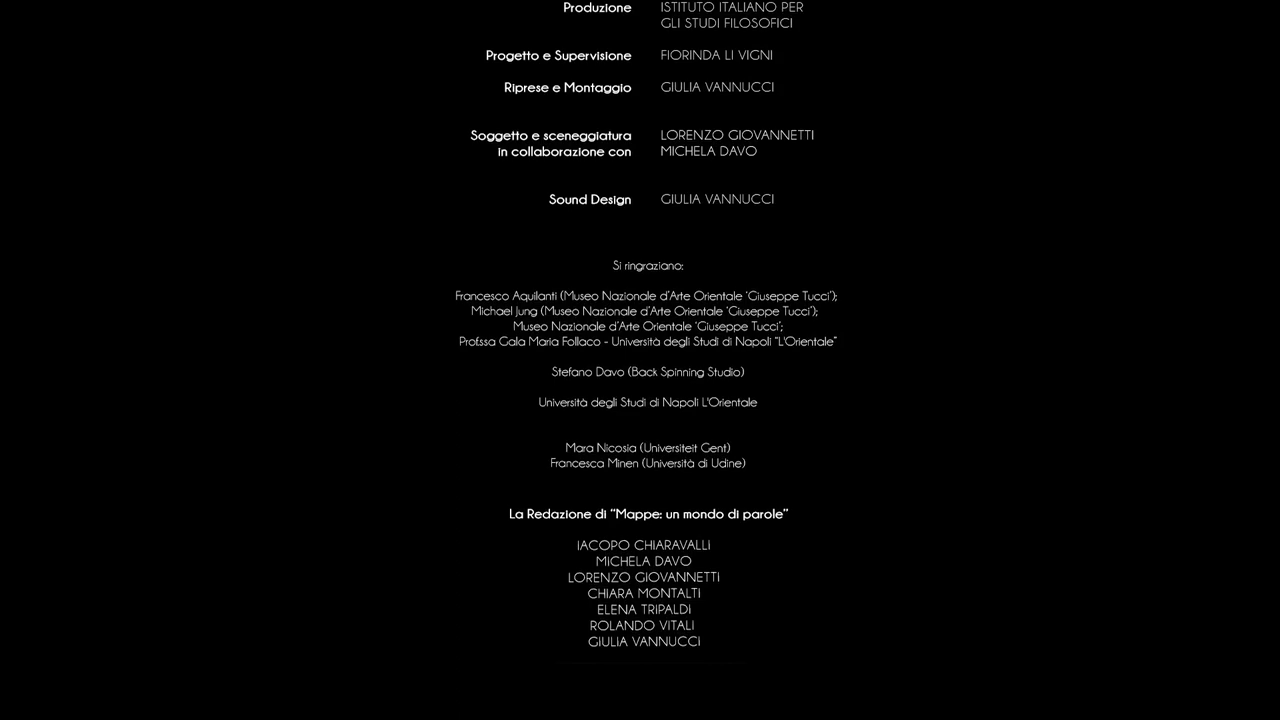 Produzione ISTITUTO ITALIANO PER
GLI STUDI FILOSOFICI
Progetto e Supervisione FIORINDA LI VIGNI
Riprese e Montaggio GIULIA VANNUCCI
Soggetto e sceneggiatura LORENZO GIOVANNETTI
in collaborazione con MICHELA DAVO
Sound Design GIULIA VANNUCCI
Si ringraziano:
Francesco Aquilanti (Museo Nazionale d'Arte Orientale 'Giuseppe Tucci');
Michael Jung (Museo Nazionale d'Arte Orientale 'Giuseppe Tucci');
Museo Nazionale d'Arte Orientale 'Giuseppe Tucci';
Prof.ssa Gala Maria Follaco - Università degli Studi di Napoli "L'Orientale"
Stefano Davo (Back Spinning Studio)
Università degli Studi di Napoli L'Orientale
Mara Nicosia (Universiteit Gent)
Francesca Minen (Università di Udine)
La Redazione di "Mappe: un mondo di parole"
IACOPO CHIARAVALLI
MICHELA DAVO
LORENZO GIOVANNETTI
CHIARA MONTALTI
ELENA TRIPALDI
ROLANDO VITALI
GIULIA VANNUCCI